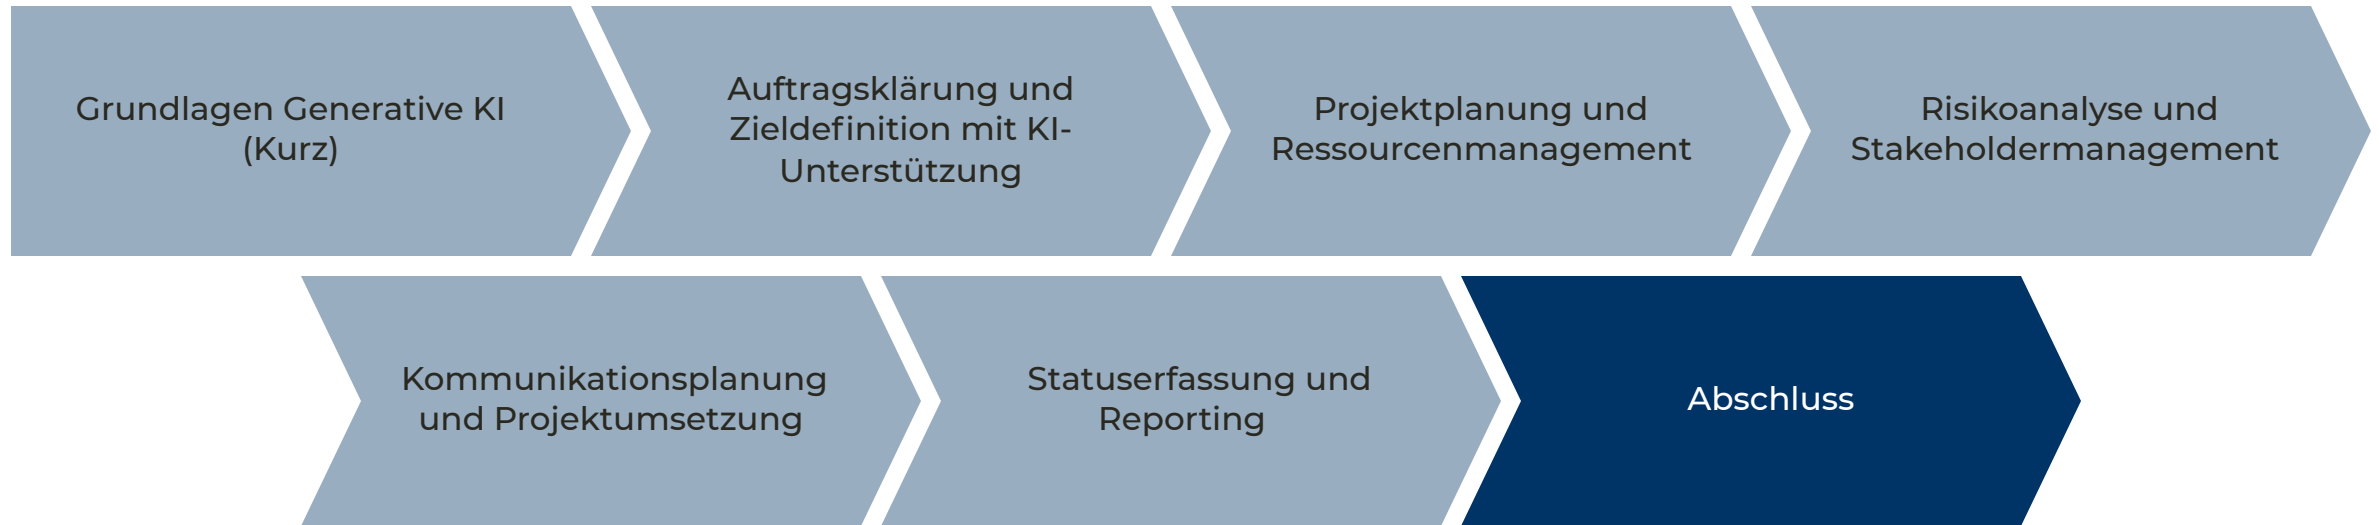 Grundlagen Generative KI
(Kurz)
Auftragsklärung und
Zieldefinition mit KI-
Unterstützung
Projektplanung und
Ressourcenmanagement
Risikoanalyse und
Stakeholdermanagement
Kommunikationsplanung
und Projektumsetzung
Statuserfassung und
Reporting
Abschluss